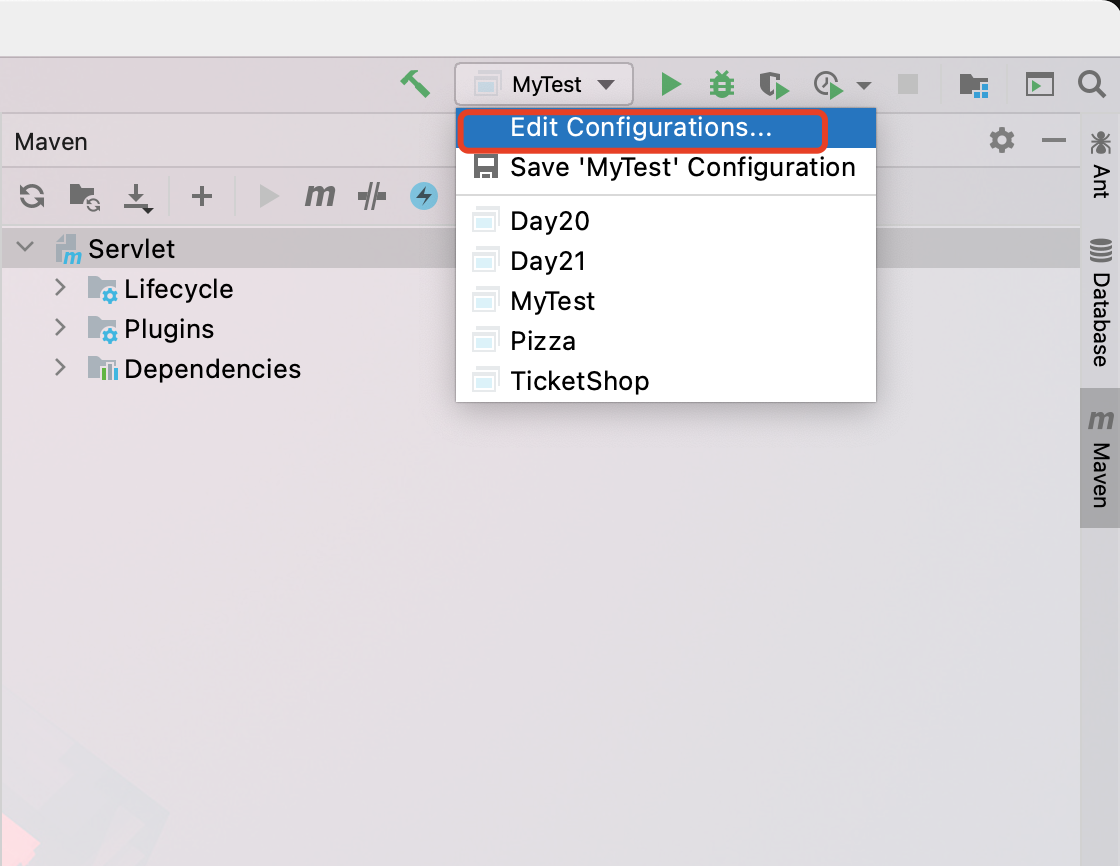 MyTest
Edit Configurations...
Save 'MyTest' Configuration
Day20
Day21
MyTest
Pizza
TicketShop
Maven
m
m
Servlet
Lifecycle
Plugins
Dependencies
Ant
Database
m
Maven